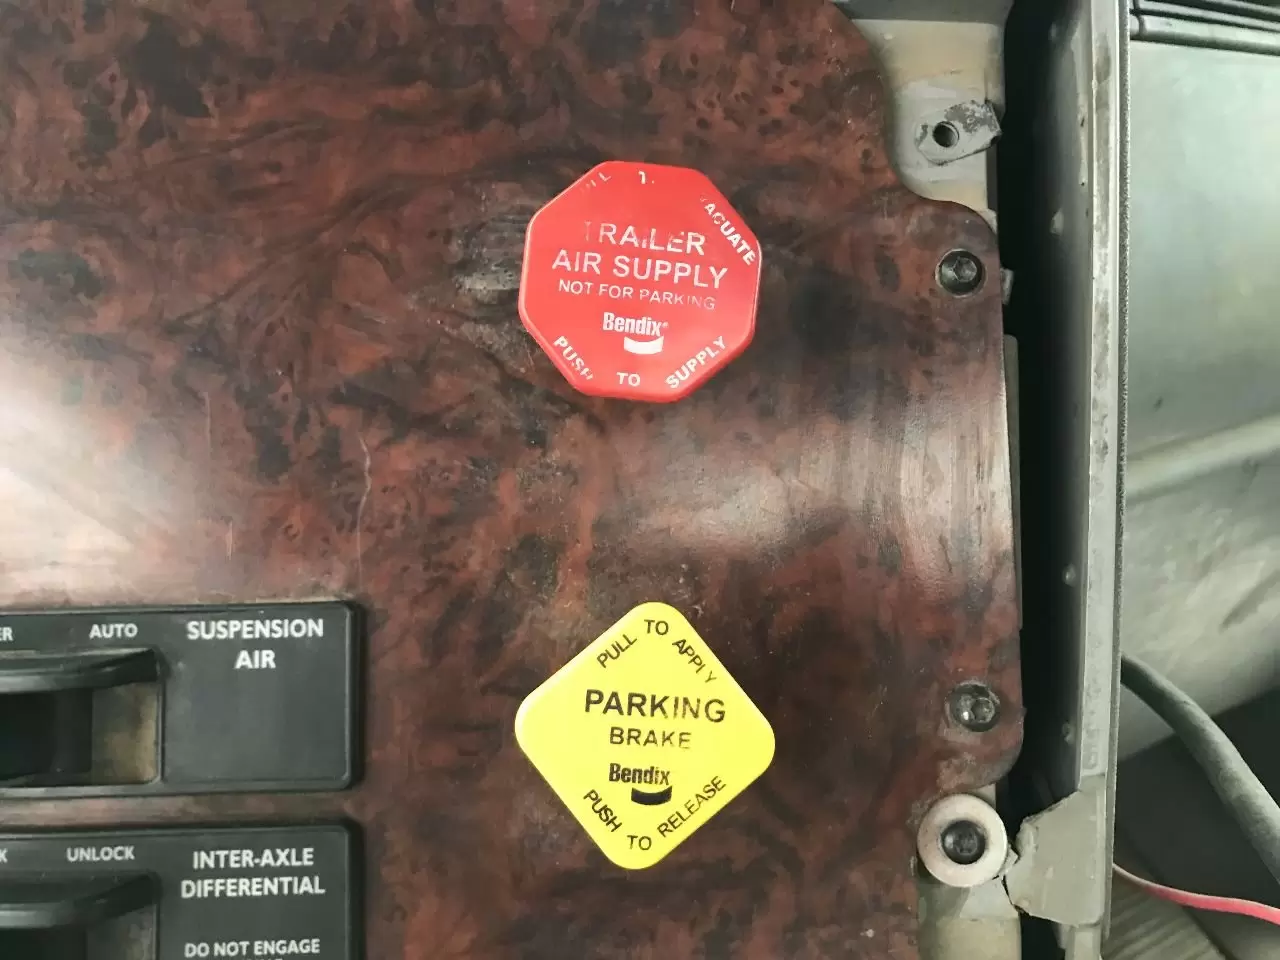 TRAILER
AIR SUPPLY
NOT FOR PARKING
Bendix®
PUSH TO SUPPLY
PULL TO APPLY
PARKING
BRAKE
Bendix
PUSH TO RELEASE
AUTO
SUSPENSION
AIR
UNLOCK
INTER-AXLE
DIFFERENTIAL
DO NOT ENGAGE